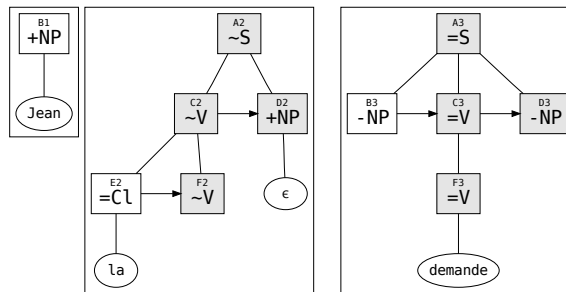 B1
+NP
Jean
A2
~S
C2
~V
D2
+NP
E2
=Cl
F2
~V
ϵ
la
A3
=S
B3
-NP
C3
=V
D3
-NP
F3
=V
demande